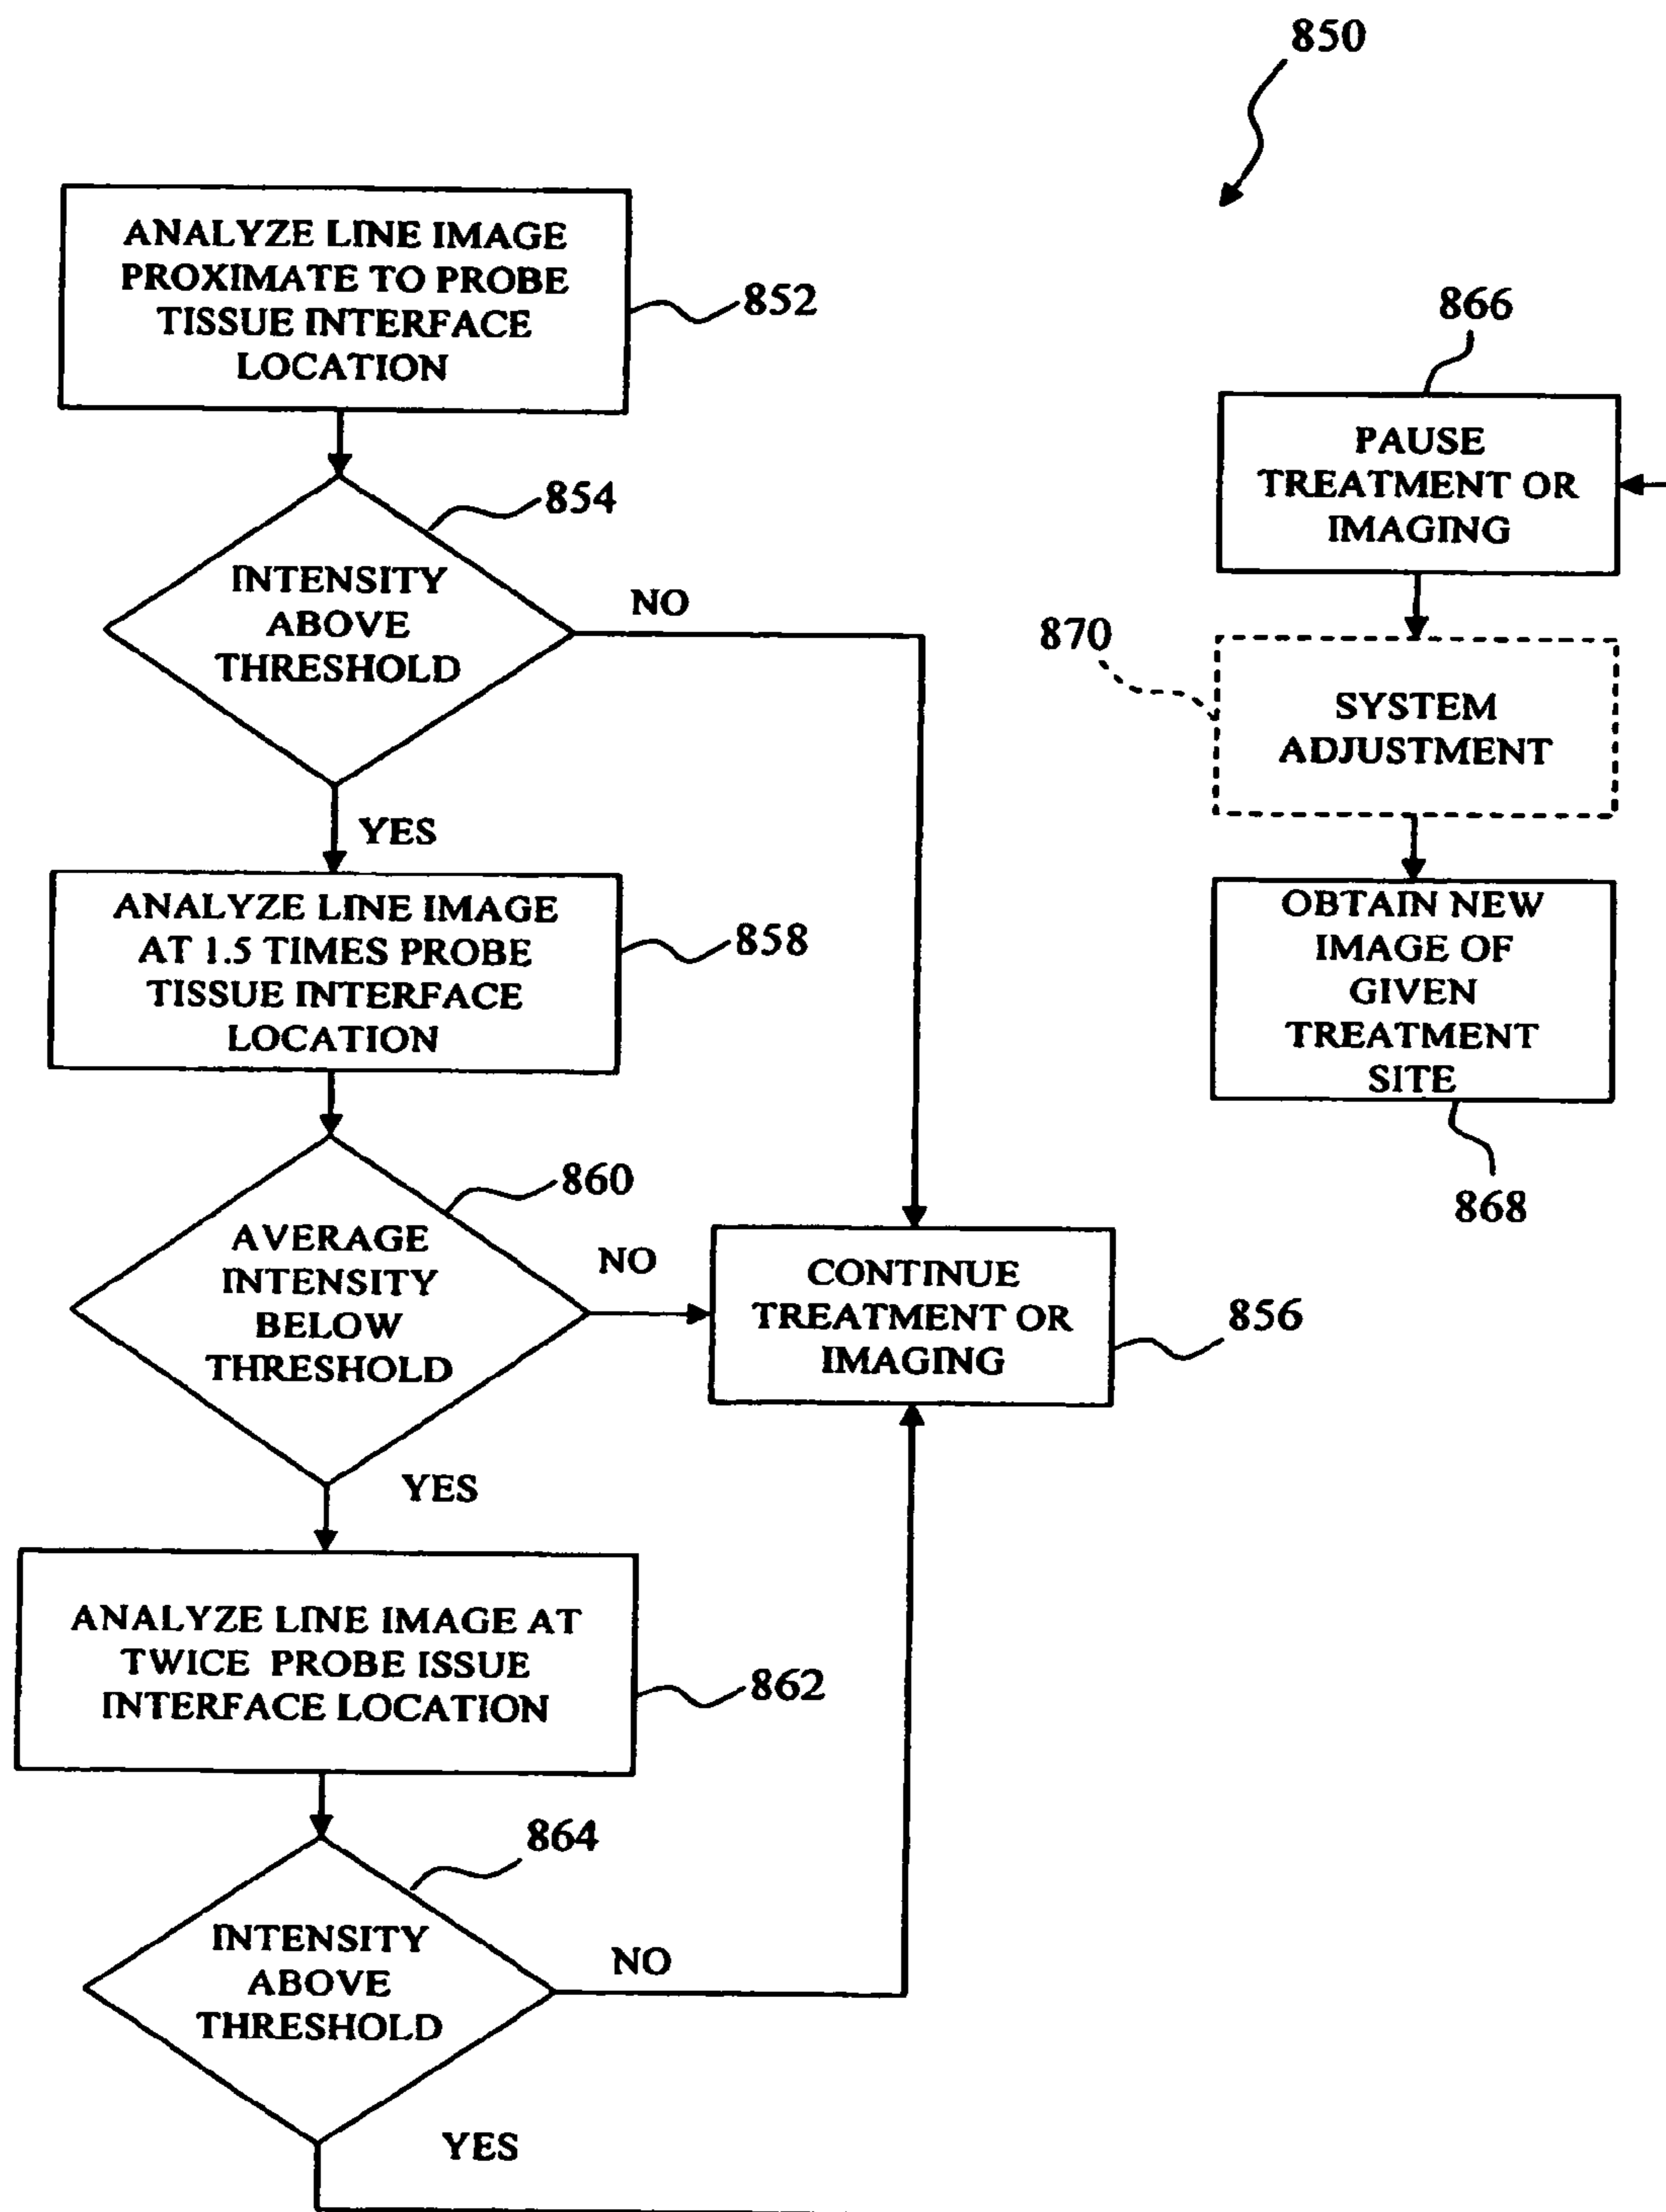 850
ANALYZE LINE IMAGE
PROXIMATE TO PROBE
TISSUE INTERFACE
LOCATION
852
854
INTENSITY
ABOVE
THRESHOLD
NO
YES
ANALYZE LINE IMAGE
AT 1.5 TIMES PROBE
TISSUE INTERFACE
LOCATION
858
860
AVERAGE
INTENSITY
BELOW
THRESHOLD
NO
YES
CONTINUE
TREATMENT OR
IMAGING
856
ANALYZE LINE IMAGE AT
TWICE PROBE ISSUE
INTERFACE LOCATION
862
864
INTENSITY
ABOVE
THRESHOLD
NO
YES
866
PAUSE
TREATMENT OR
IMAGING
870
SYSTEM
ADJUSTMENT
OBTAIN NEW
IMAGE OF
GIVEN
TREATMENT
SITE
868